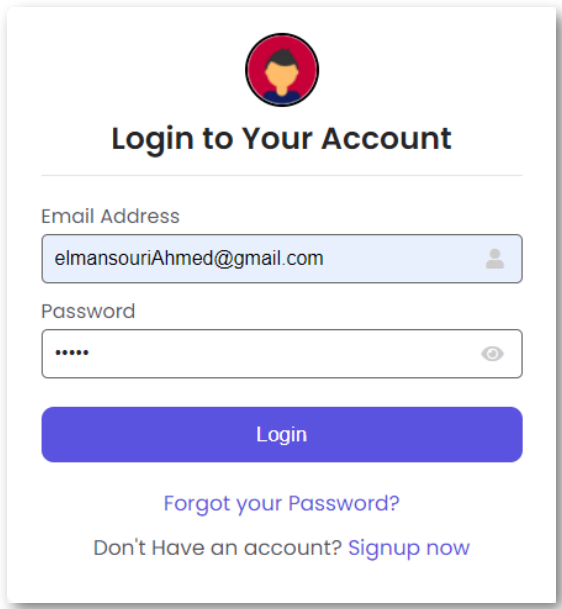 Login to Your Account
Email Address
elmansouriAhmed@gmail.com
Password
•••••
Login
Forgot your Password?
Don't Have an account? Signup now